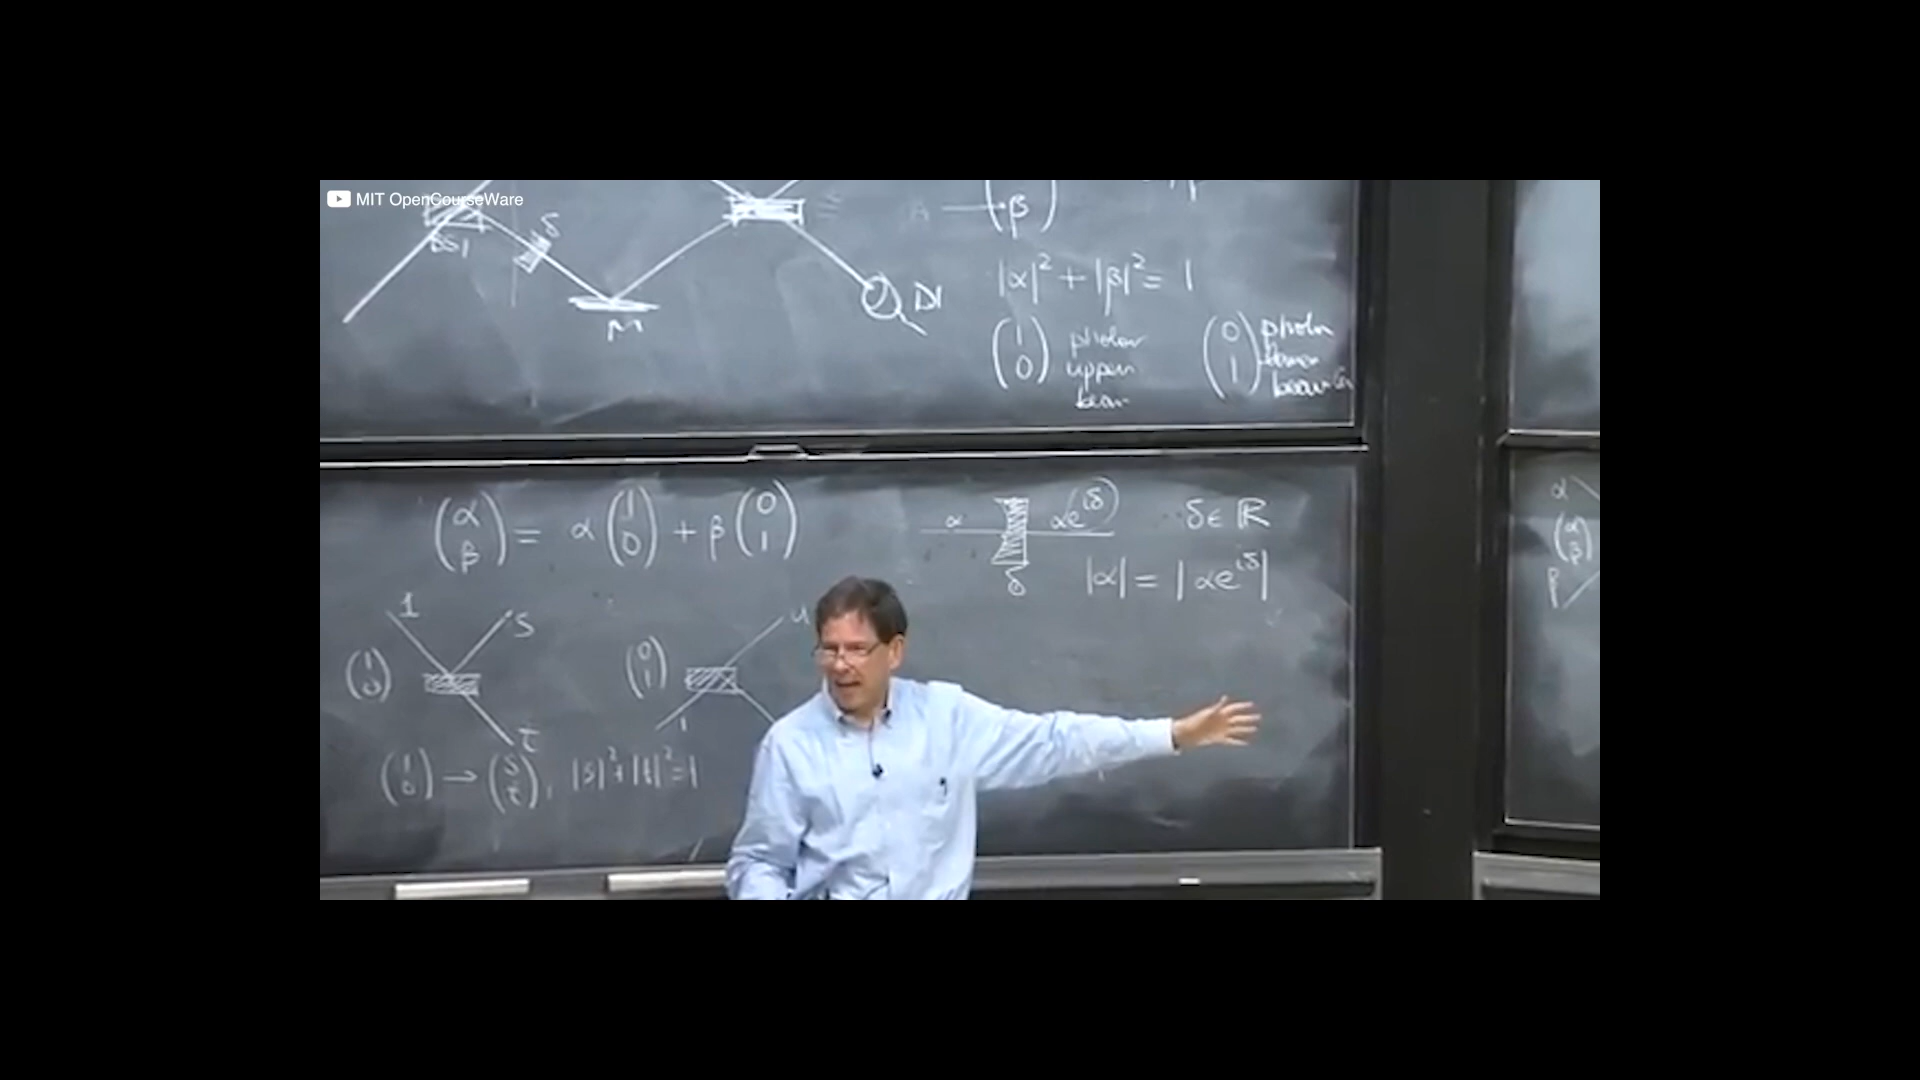 MIT OpenCourseWare
BS1
δ
M
D1
β
|α|² + |β|² = 1
(1 0) photon upper beam
(0 1) photon lower beam
(α β) = α (1 0) + β (0 1)
α αe^{iδ} δ ∈ ℝ
δ
|α| = |αe^{iδ}|
1 s
(1 0)
t
(0 1) u
1
(1 0) → (s t), |s|² + |t|² = 1
α
(α β)
β